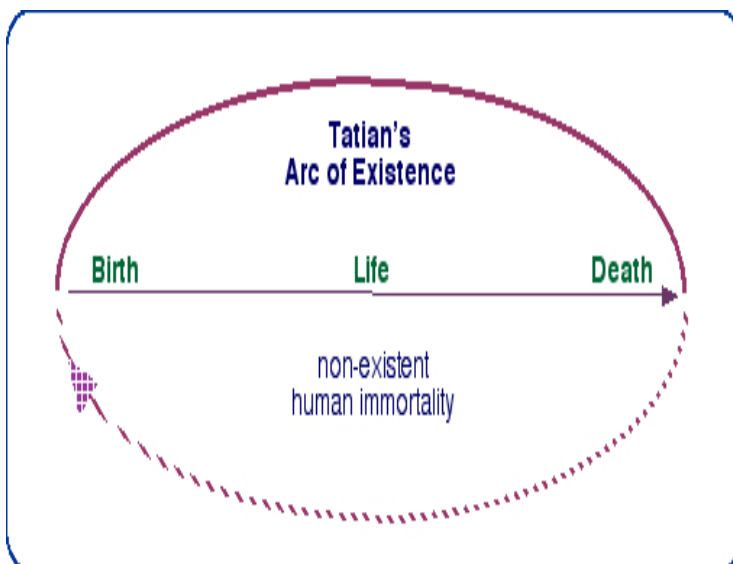 Tatian's
Arc of Existence
Birth Life Death
non-existent
human immortality